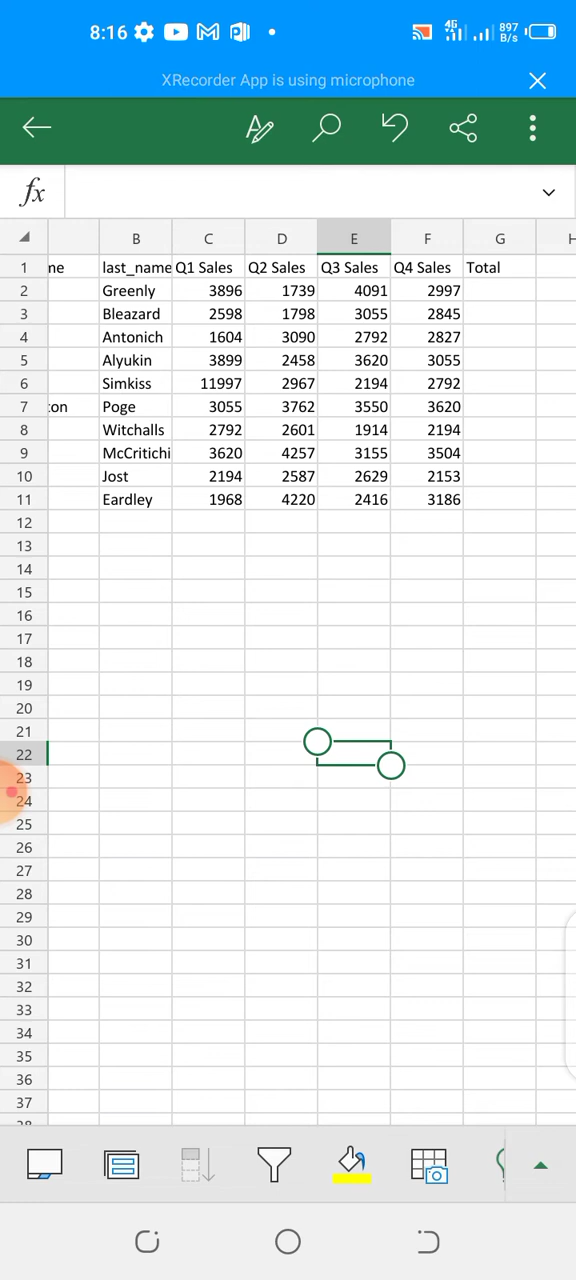 8:16 4G 897 B/s
XRecorder App is using microphone
fx
B C D E F G H
1 me last_name Q1 Sales Q2 Sales Q3 Sales Q4 Sales Total
2 Greenly 3896 1739 4091 2997
3 Bleazard 2598 1798 3055 2845
4 Antonich 1604 3090 2792 2827
5 Alyukin 3899 2458 3620 3055
6 Simkiss 11997 2967 2194 2792
7 ton Poge 3055 3762 3550 3620
8 Witchalls 2792 2601 1914 2194
9 McCritichi 3620 4257 3155 3504
10 Jost 2194 2587 2629 2153
11 Eardley 1968 4220 2416 3186
12
13
14
15
16
17
18
19
20
21
22
23
24
25
26
27
28
29
30
31
32
33
34
35
36
37
38